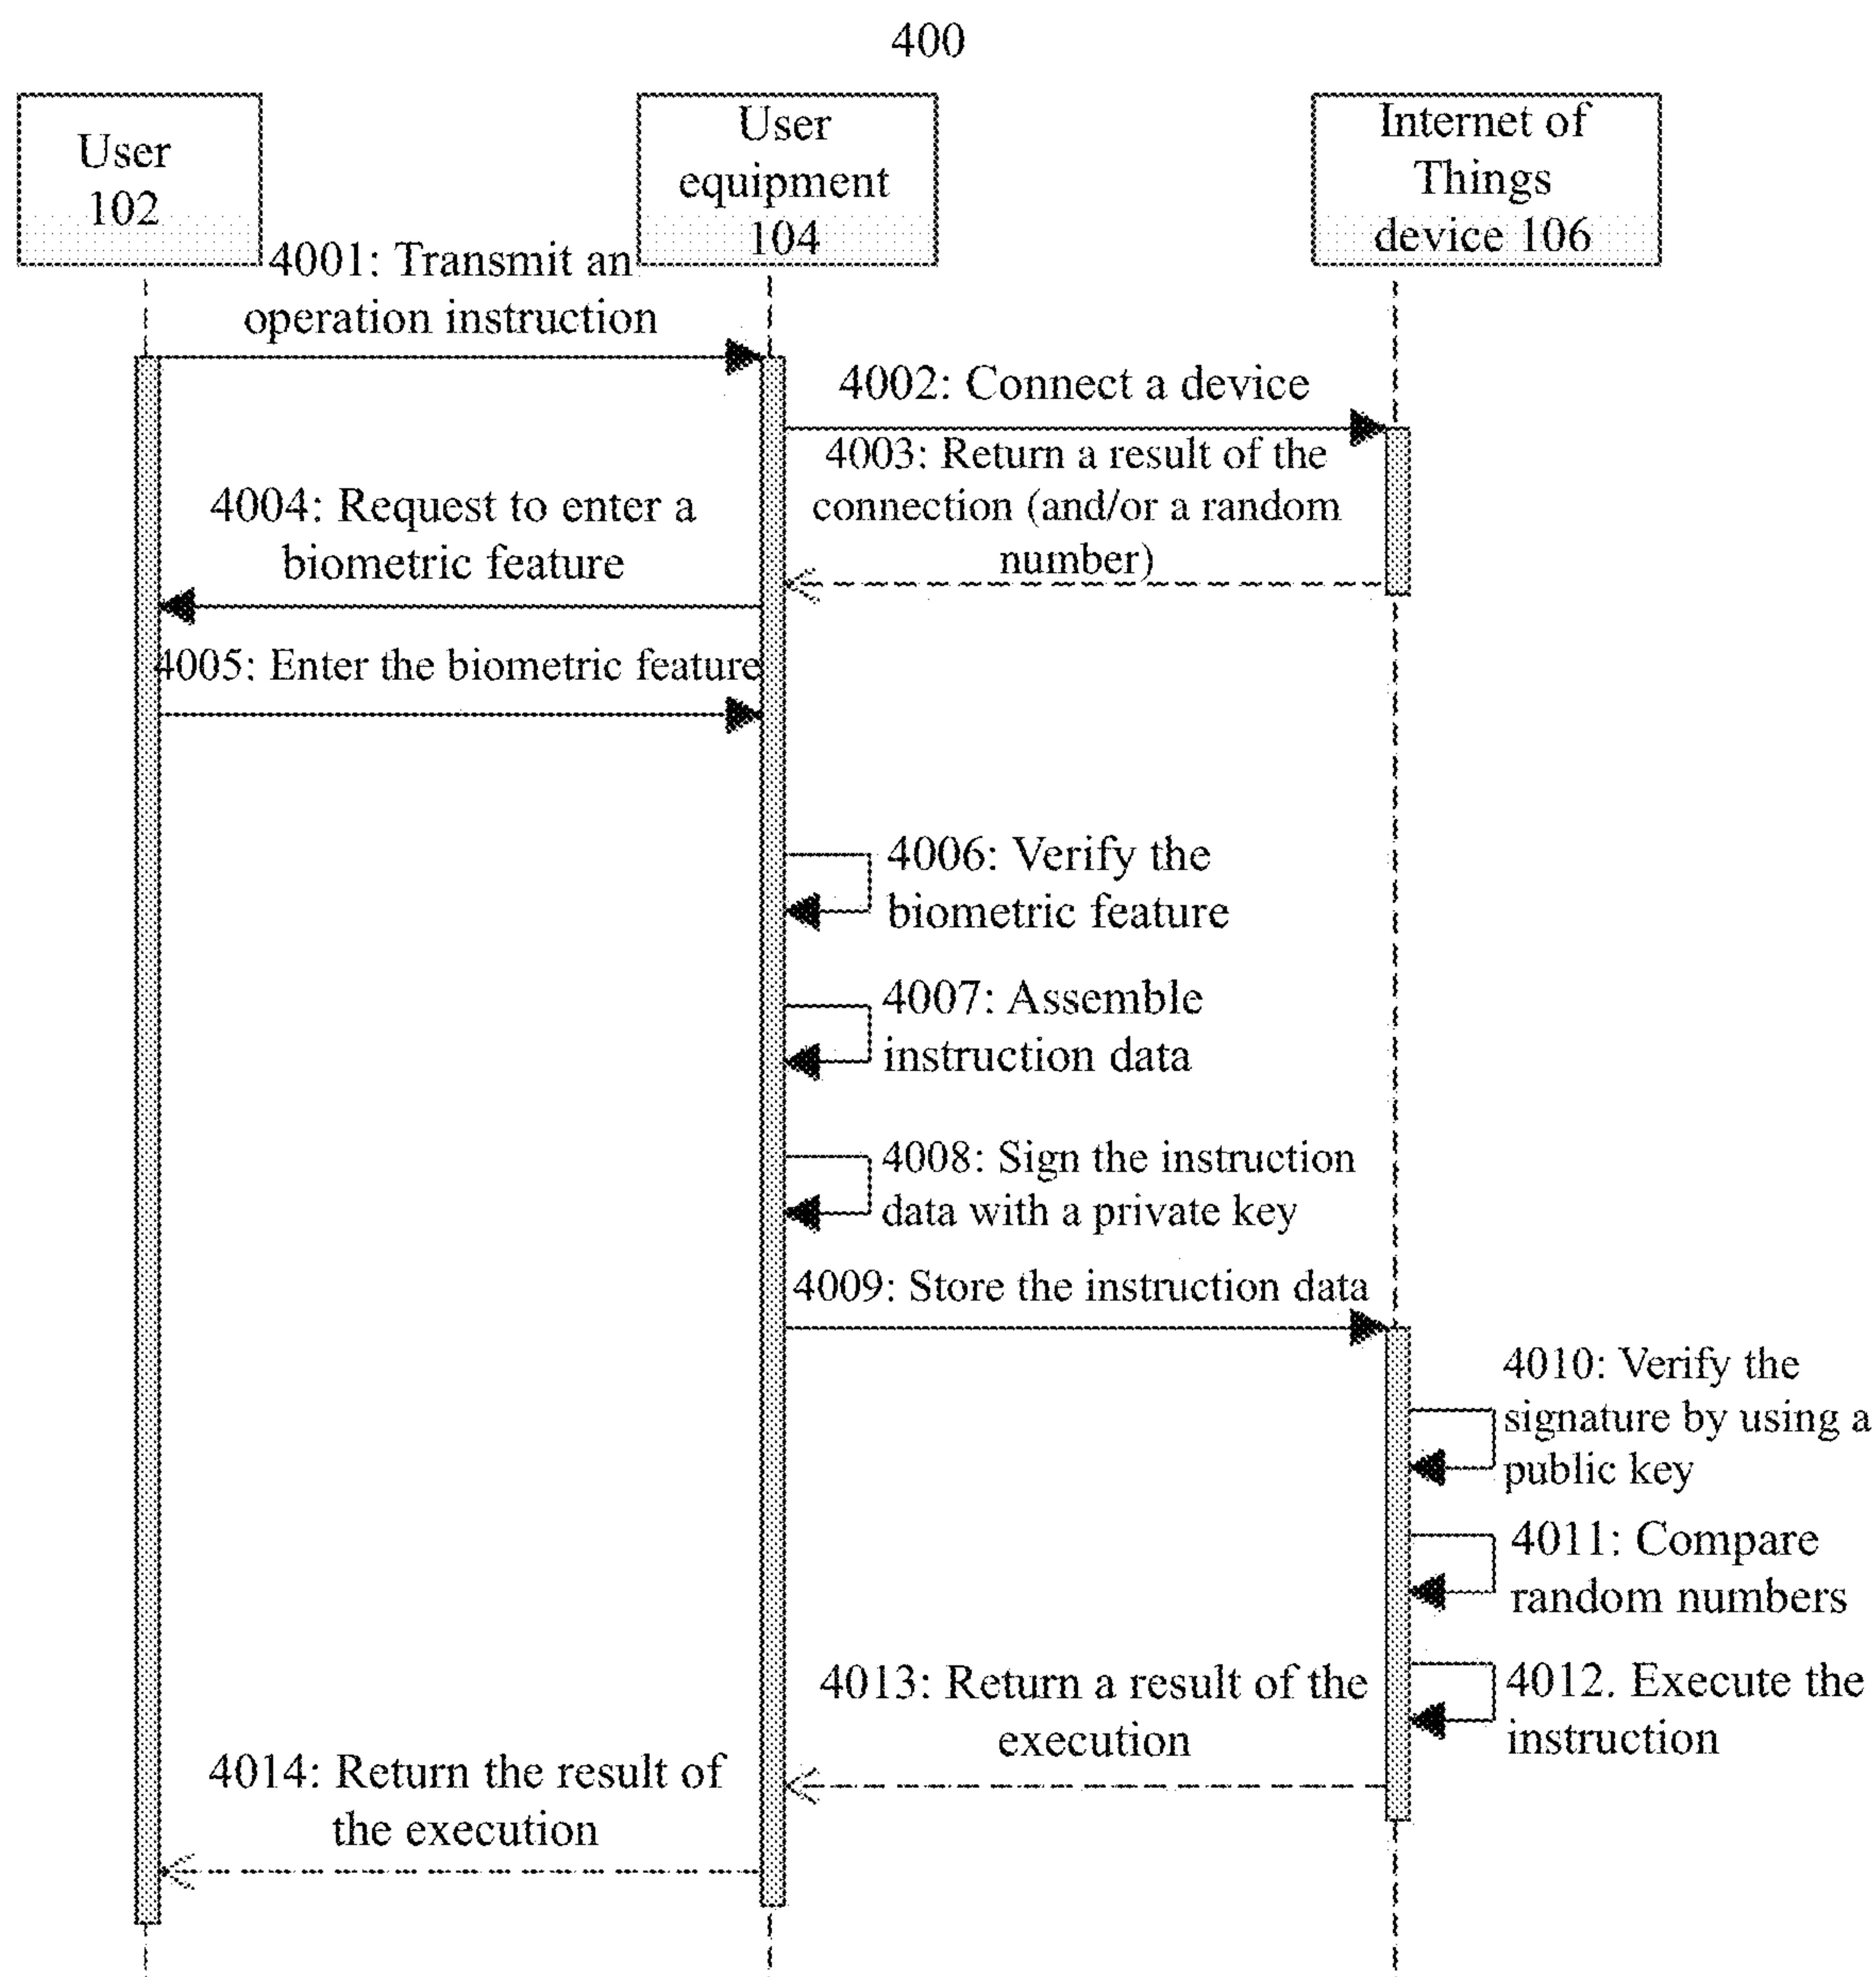 400
User
102
User
equipment
104
Internet of
Things
device 106
4001: Transmit an
operation instruction
4002: Connect a device
4003: Return a result of the
connection (and/or a random
number)
4004: Request to enter a
biometric feature
4005: Enter the biometric feature
4006: Verify the
biometric feature
4007: Assemble
instruction data
4008: Sign the instruction
data with a private key
4009: Store the instruction data
4010: Verify the
signature by using a
public key
4011: Compare
random numbers
4012. Execute the
instruction
4013: Return a result of the
execution
4014: Return the result of
the execution